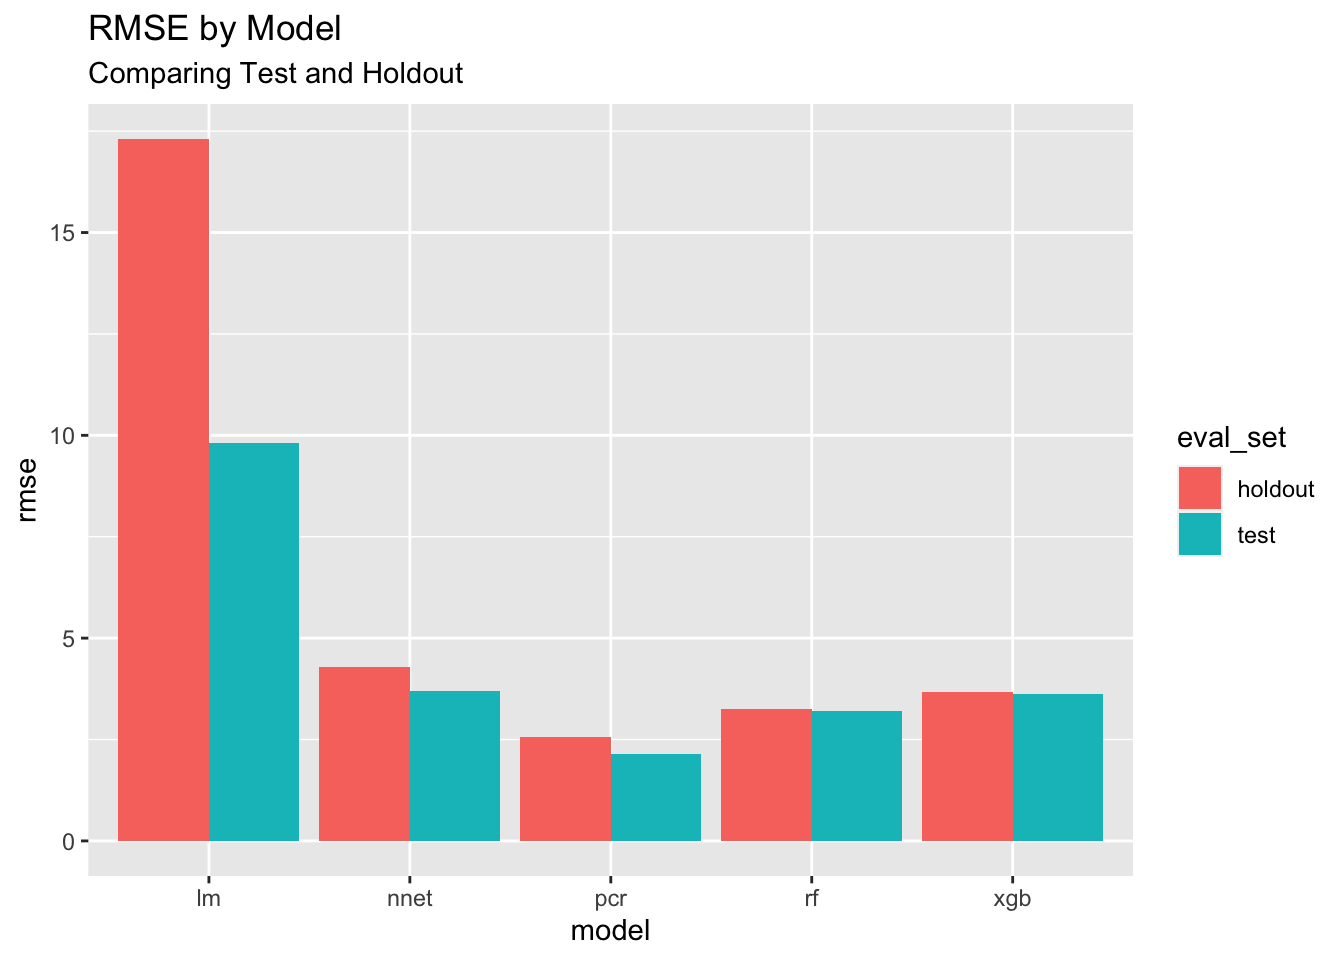 RMSE by Model
Comparing Test and Holdout
rmse
15
10
5
0
lm nnet pcr rf xgb
model
eval_set
holdout
test